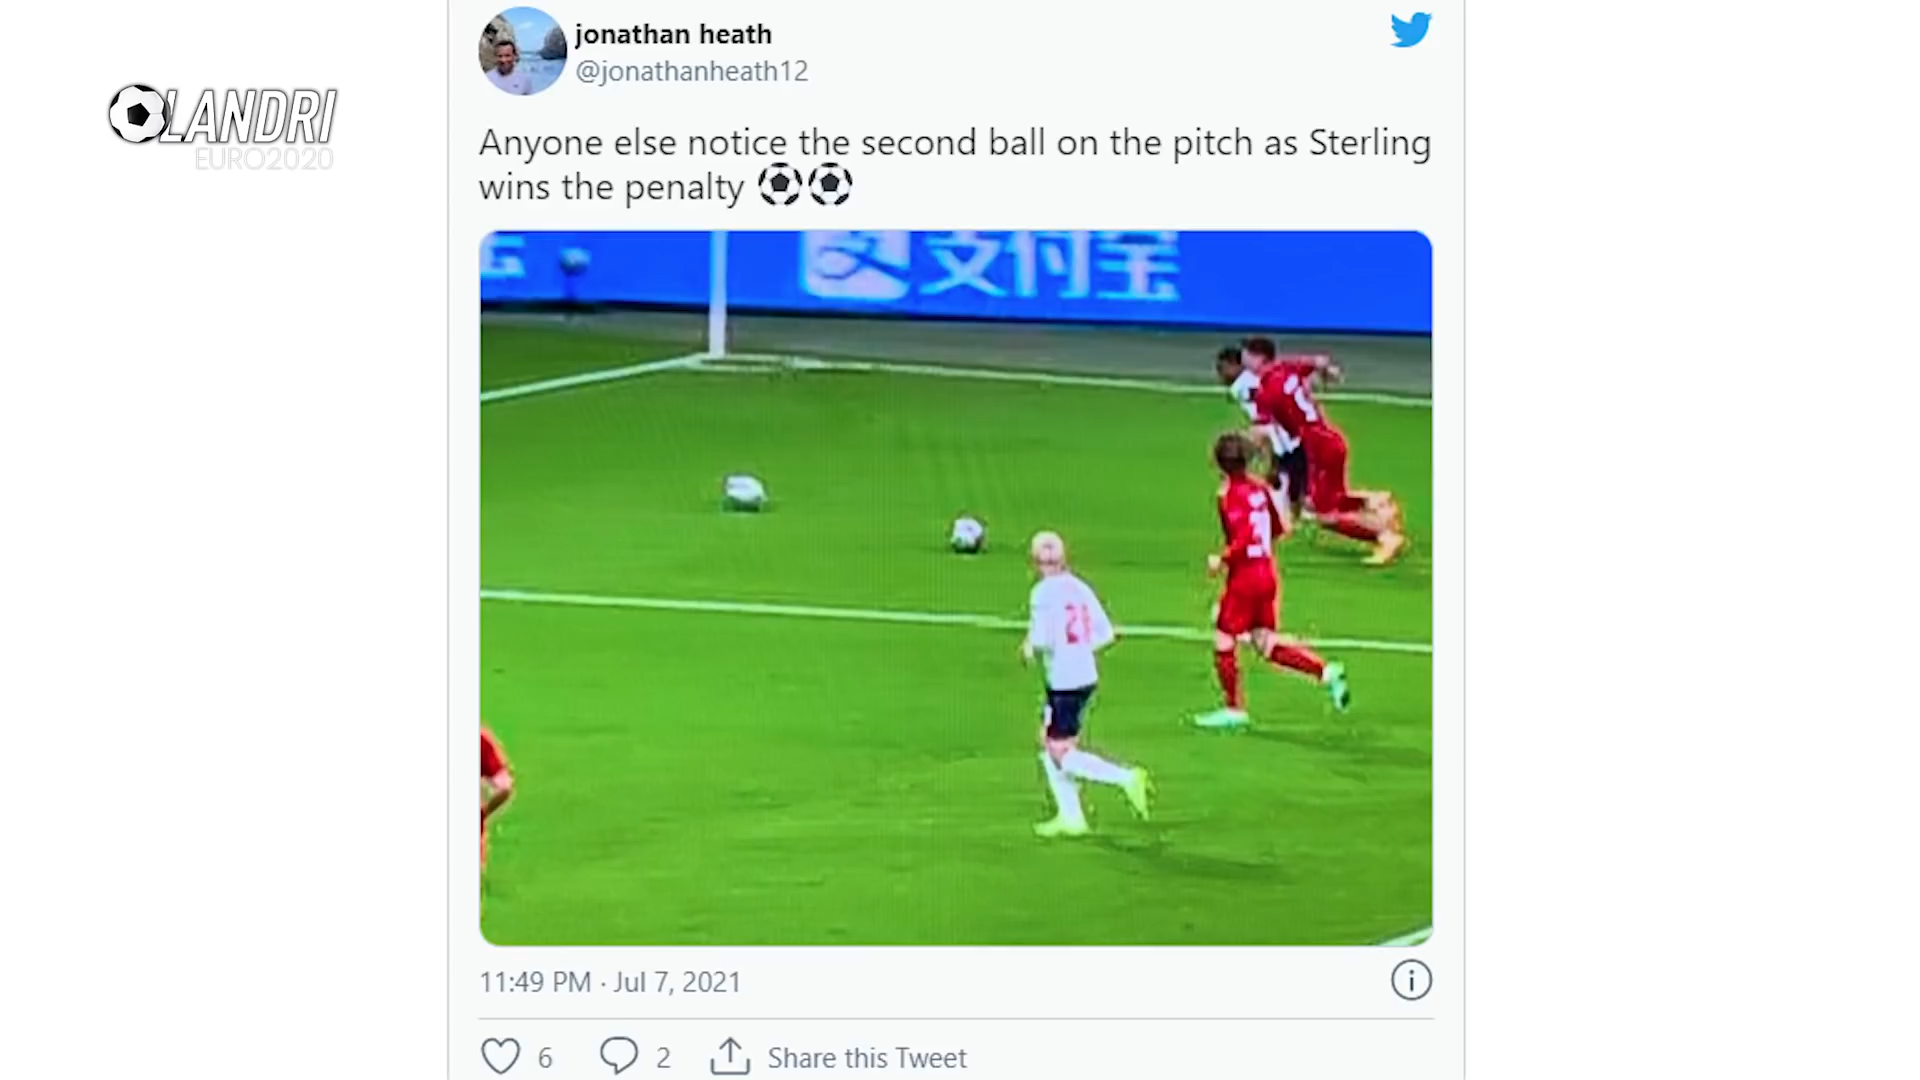 jonathan heath
@jonathanheath12
LANDRI
EURO2020
Anyone else notice the second ball on the pitch as Sterling
wins the penalty ⚽⚽
支付宝
21
11:49 PM · Jul 7, 2021
6
2
Share this Tweet